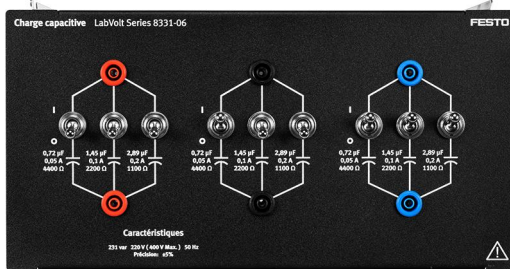 Charge capacitive LabVolt Series 8331-06
FESTO
I
O
0,72 µF 1,45 µF 2,89 µF
0,05 A 0,1 A 0,2 A
4400 Ω 2200 Ω 1100 Ω
I
O
0,72 µF 1,45 µF 2,89 µF
0,05 A 0,1 A 0,2 A
4400 Ω 2200 Ω 1100 Ω
I
O
0,72 µF 1,45 µF 2,89 µF
0,05 A 0,1 A 0,2 A
4400 Ω 2200 Ω 1100 Ω
Caractéristiques
231 var 220 V ( 400 V Max. ) 50 Hz
Précision: ±5%